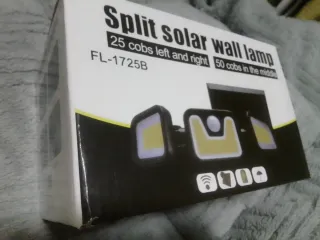 Split solar wall lamp
25 cobs left and right 50 cobs in the middle
FL-1725B